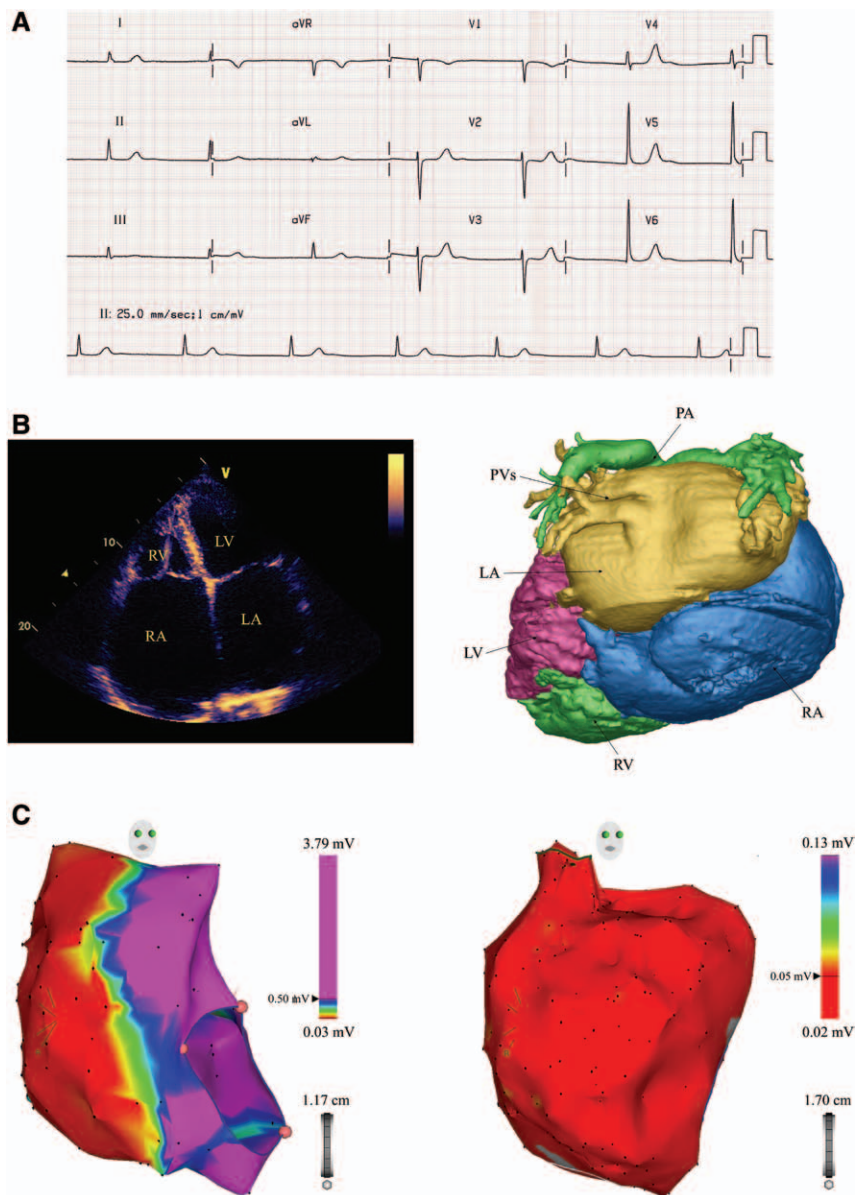 A
I aVR V1 V4
II aVL V2 V5
III aVF V3 V6
II: 25.0 mm/sec;1 cm/mV
B
V
10
20
RV LV
RA LA
PA
PVs
LA
LV
RV
RA
C
3.79 mV
0.50 mV
0.03 mV
1.17 cm
0.13 mV
0.05 mV
0.02 mV
1.70 cm